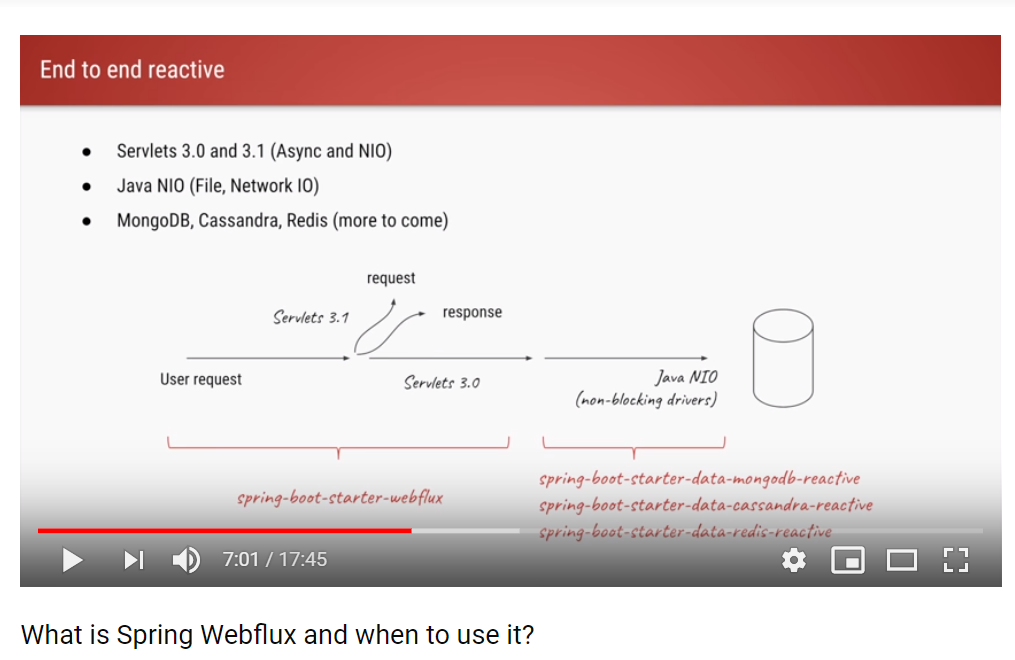 End to end reactive
● Servlets 3.0 and 3.1 (Async and NIO)
● Java NIO (File, Network IO)
● MongoDB, Cassandra, Redis (more to come)
request
Servlets 3.1
response
User request
Servlets 3.0
Java NIO
(non-blocking drivers)
spring-boot-starter-webflux
spring-boot-starter-data-mongodb-reactive
spring-boot-starter-data-cassandra-reactive
spring-boot-starter-data-redis-reactive
7:01 / 17:45
What is Spring Webflux and when to use it?